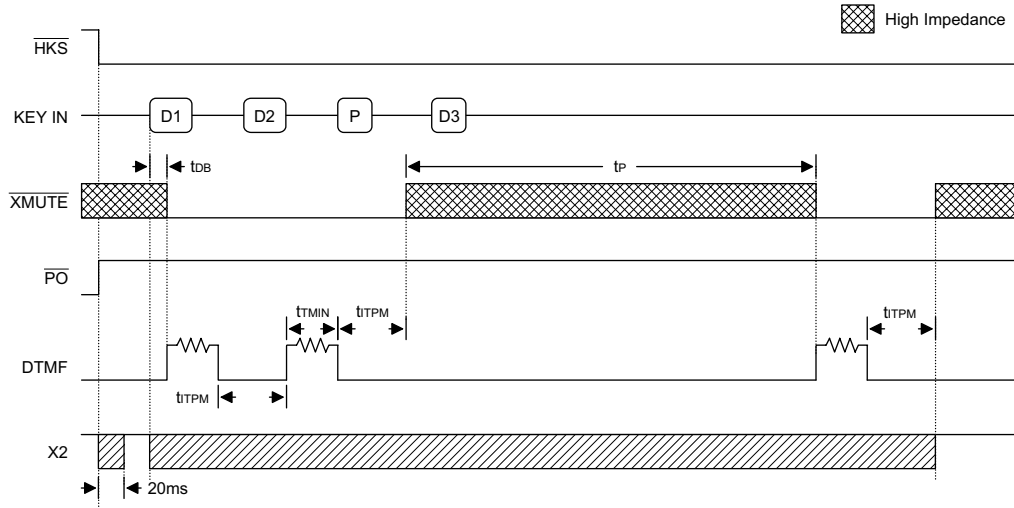 High Impedance
HKS
KEY IN D1 D2 P D3
tDB tP
XMUTE
PO
tTMIN tITPM tITPM
DTMF
tITPM
X2
20ms